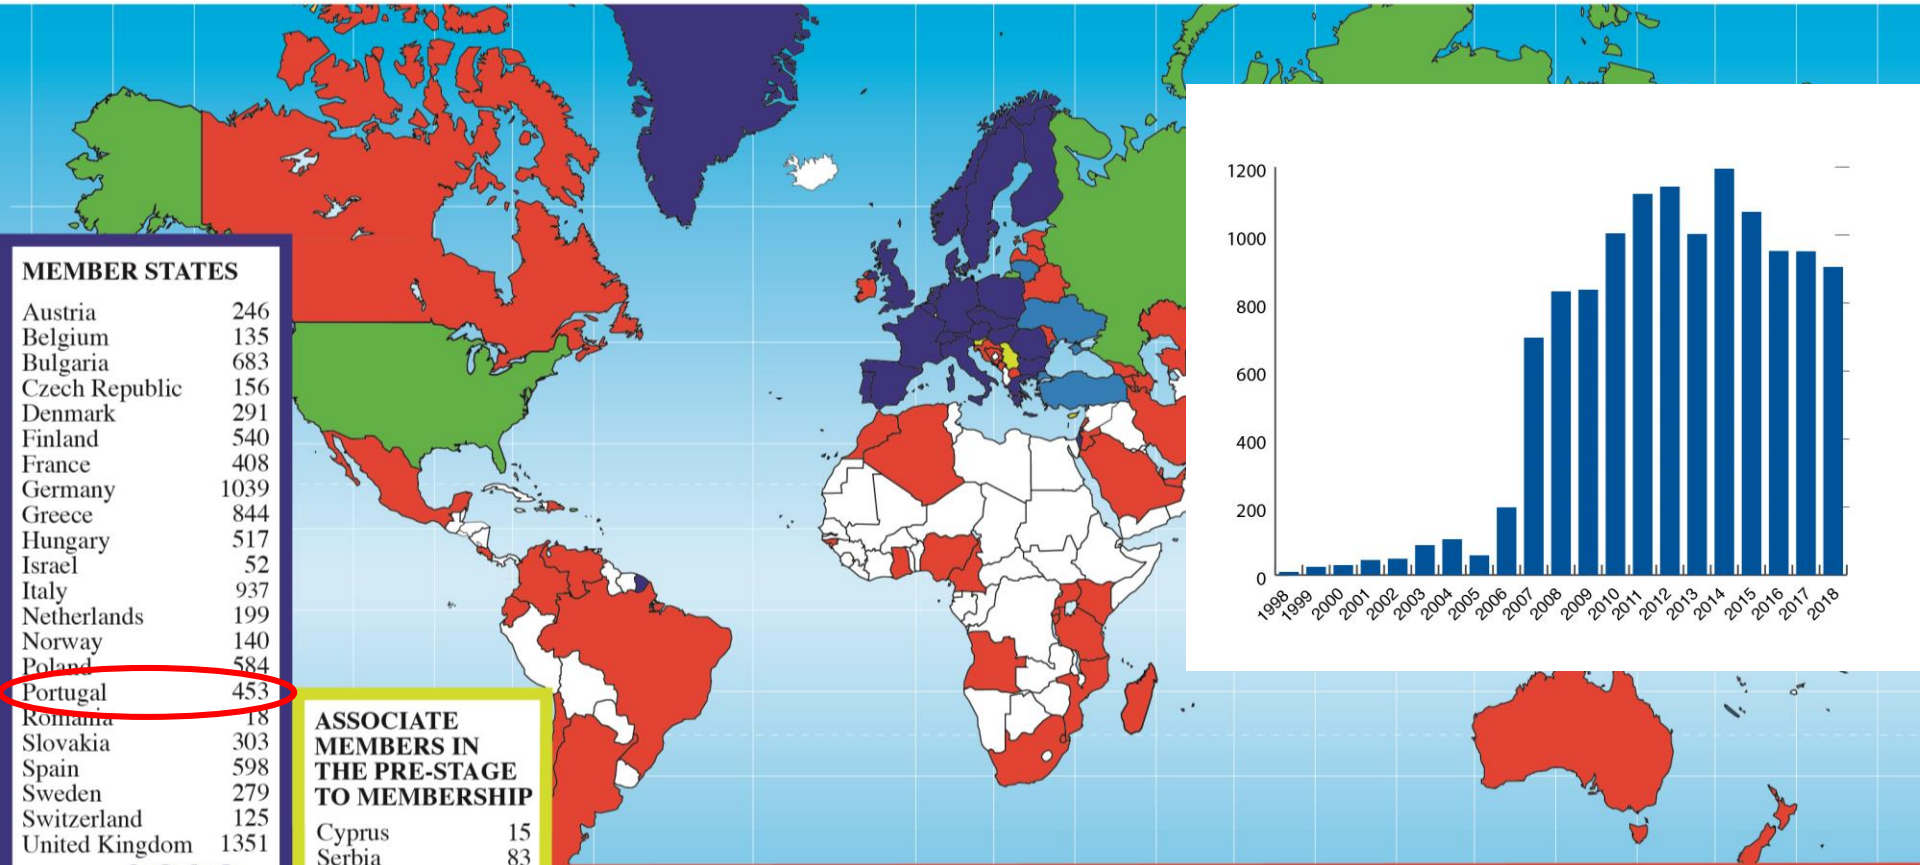 MEMBER STATES
Austria 246
Belgium 135
Bulgaria 683
Czech Republic 156
Denmark 291
Finland 540
France 408
Germany 1039
Greece 844
Hungary 517
Israel 52
Italy 937
Netherlands 199
Norway 140
Poland 584
Portugal 453
Romania 18
Slovakia 303
Spain 598
Sweden 279
Switzerland 125
United Kingdom 1351
ASSOCIATE
MEMBERS IN
THE PRE-STAGE
TO MEMBERSHIP
Cyprus 15
Serbia 83
1200
1000
800
600
400
200
0
1998 1999 2000 2001 2002 2003 2004 2005 2006 2007 2008 2009 2010 2011 2012 2013 2014 2015 2016 2017 2018